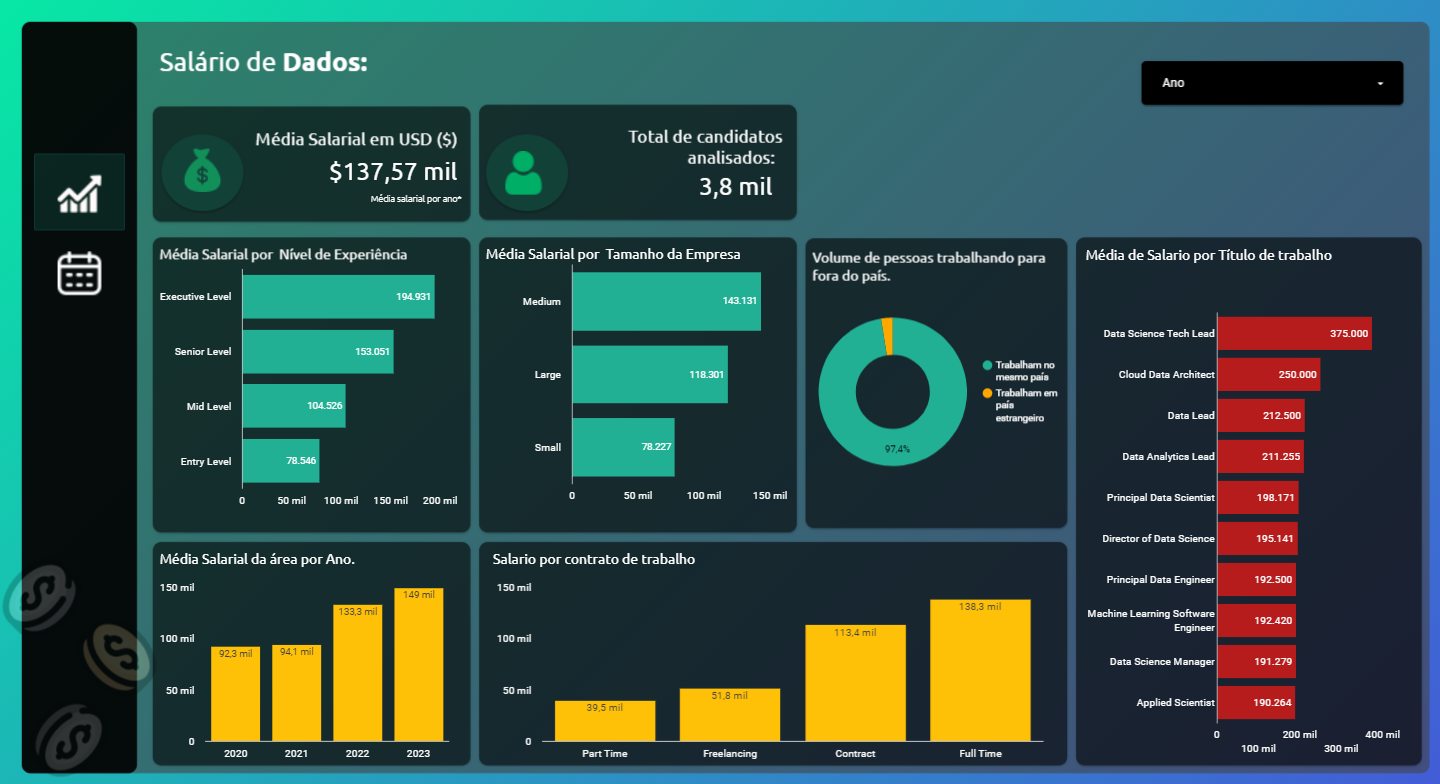 Salário de Dados:
Ano
Média Salarial em USD ($)
$137,57 mil
Média salarial por ano*
Total de candidatos
analisados:
3,8 mil
Média Salarial por Nível de Experiência
Executive Level
194.931
Senior Level
153.051
Mid Level
104.526
Entry Level
78.546
0 50 mil 100 mil 150 mil 200 mil
Média Salarial por Tamanho da Empresa
Medium
143.131
Large
118.301
Small
78.227
0 50 mil 100 mil 150 mil
Volume de pessoas trabalhando para
fora do país.
97,4%
Trabalham no
mesmo país
Trabalham em
país
estrangeiro
Média de Salario por Título de trabalho
Data Science Tech Lead
375.000
Cloud Data Architect
250.000
Data Lead
212.500
Data Analytics Lead
211.255
Principal Data Scientist
198.171
Director of Data Science
195.141
Principal Data Engineer
192.500
Machine Learning Software
Engineer
192.420
Data Science Manager
191.279
Applied Scientist
190.264
0 200 mil 400 mil
100 mil 300 mil
Média Salarial da área por Ano.
150 mil
100 mil
50 mil
0
92,3 mil
94,1 mil
133,3 mil
149 mil
2020 2021 2022 2023
Salario por contrato de trabalho
150 mil
100 mil
50 mil
0
39,5 mil
51,8 mil
113,4 mil
138,3 mil
Part Time Freelancing Contract Full Time